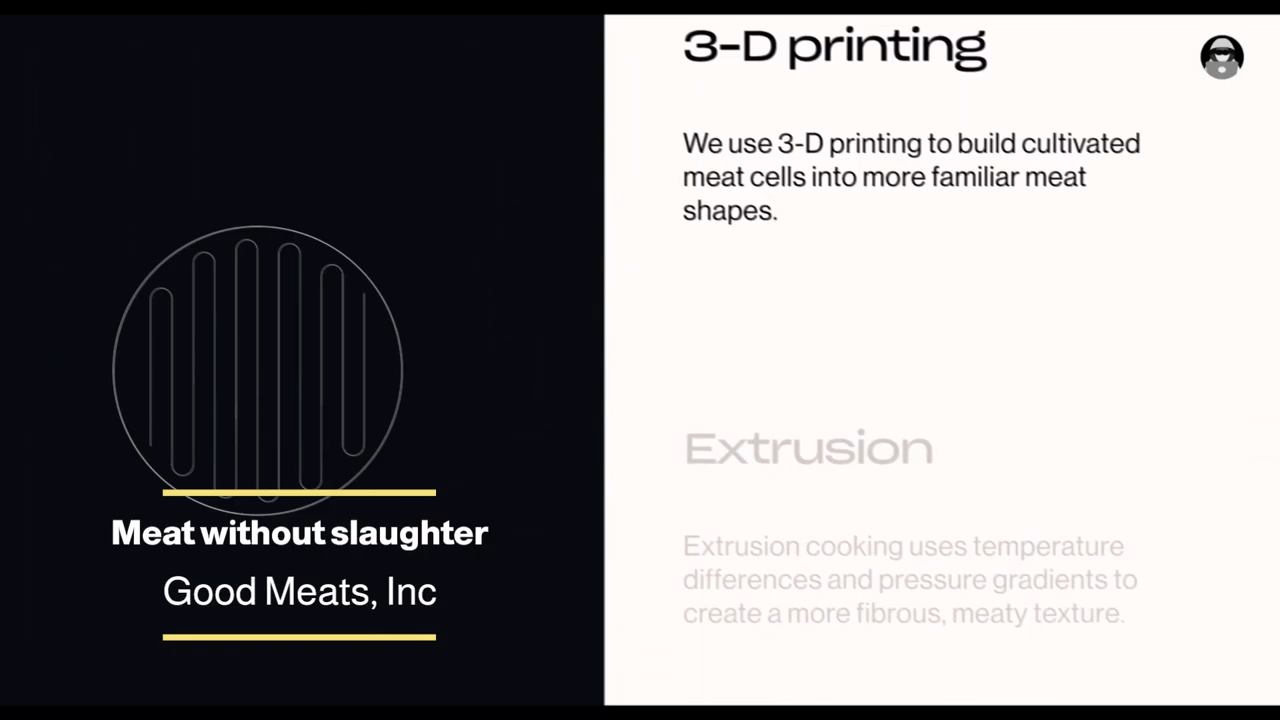 3-D printing
We use 3-D printing to build cultivated
meat cells into more familiar meat
shapes.
Extrusion
Extrusion cooking uses temperature
differences and pressure gradients to
create a more fibrous, meaty texture.
Meat without slaughter
Good Meats, Inc